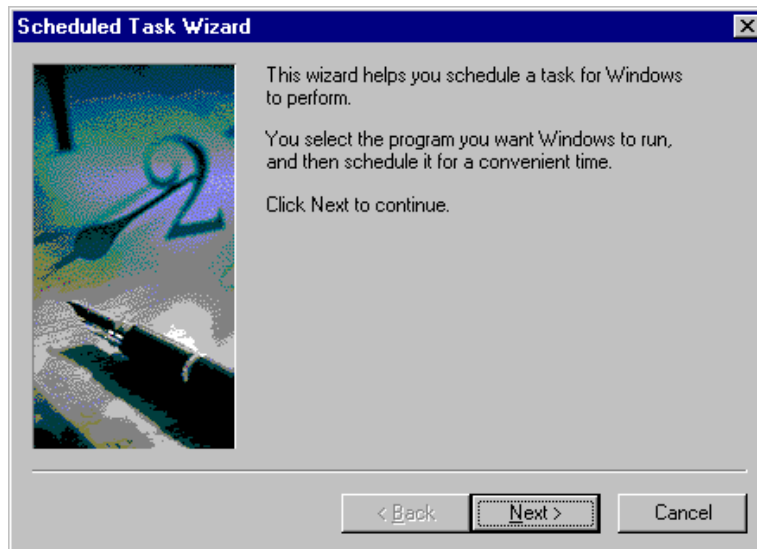 Scheduled Task Wizard
This wizard helps you schedule a task for Windows
to perform.
You select the program you want Windows to run,
and then schedule it for a convenient time.
Click Next to continue.
2
< Back
Next >
Cancel